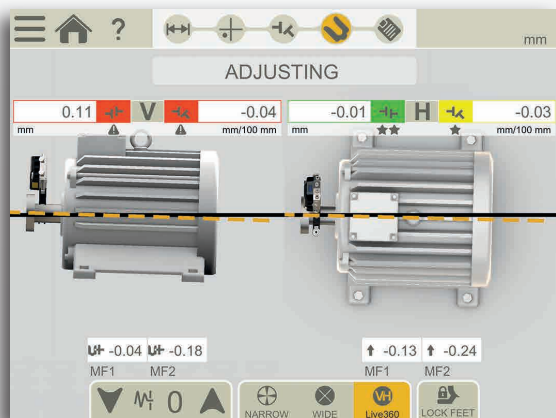 ?
mm
ADJUSTING
0.11 V -0.04
-0.01 H -0.03
mm mm/100 mm
mm mm/100 mm
-0.04 -0.18
MF1 MF2
-0.13 -0.24
MF1 MF2
0
NARROW WIDE VH Live360 LOCK FEET